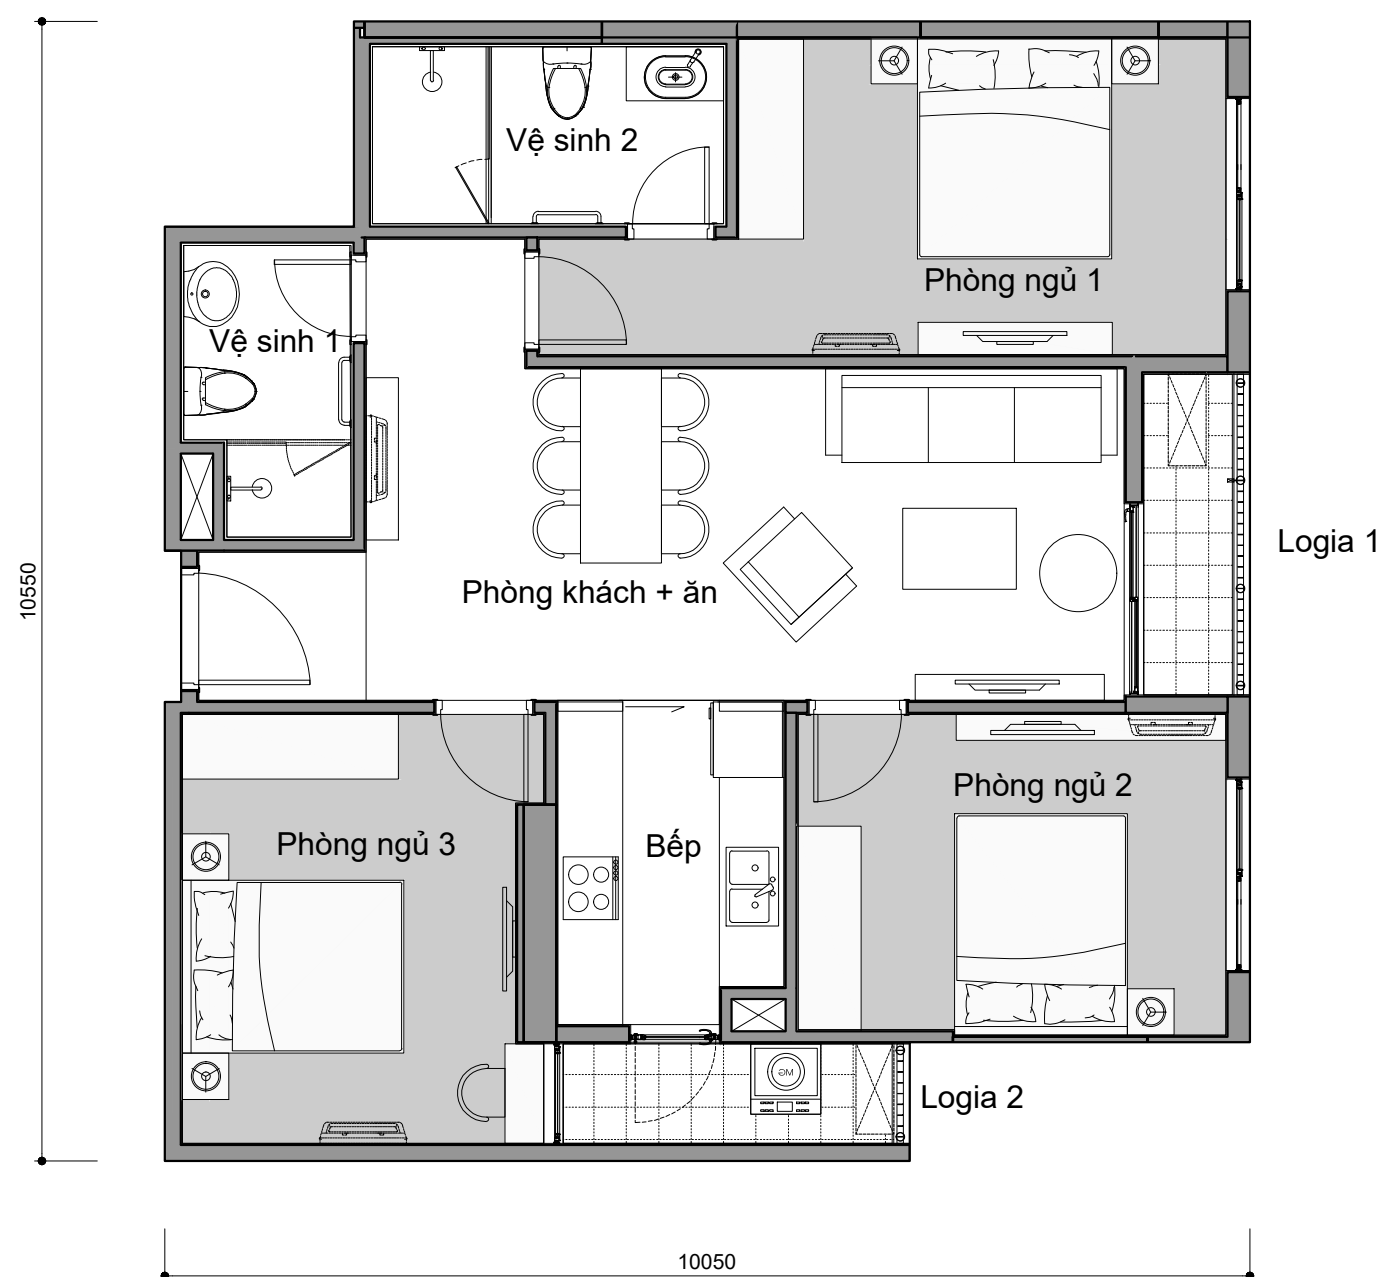 Vệ sinh 2
Phòng ngủ 1
Vệ sinh 1
Logia 1
10550
Phòng khách + ăn
Phòng ngủ 2
Phòng ngủ 3
Bếp
MG
Logia 2
10050